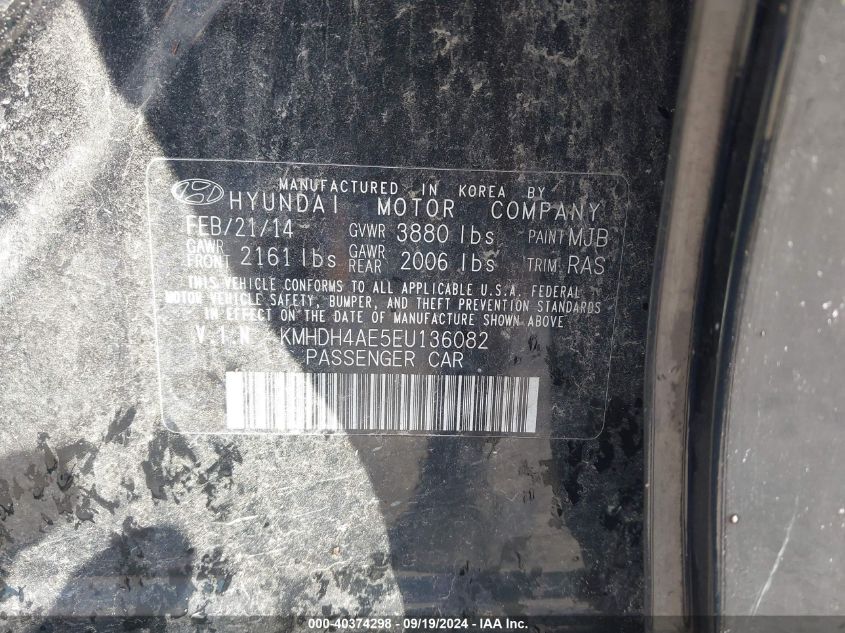 MANUFACTURED IN KOREA BY
HYUNDAI MOTOR COMPANY
FEB/21/14 GVWR 3880 lbs PAINT MJB
GAWR FRONT 2161 lbs GAWR REAR 2006 lbs TRIM RAS
THIS VEHICLE CONFORMS TO ALL APPLICABLE U.S.A. FEDERAL
MOTOR VEHICLE SAFETY, BUMPER, AND THEFT PREVENTION STANDARDS
IN EFFECT ON THE DATE OF MANUFACTURE SHOWN ABOVE
V.I.N KMHDH4AE5EU136082
PASSENGER CAR
000-40374298 - 09/19/2024 - IAA Inc.